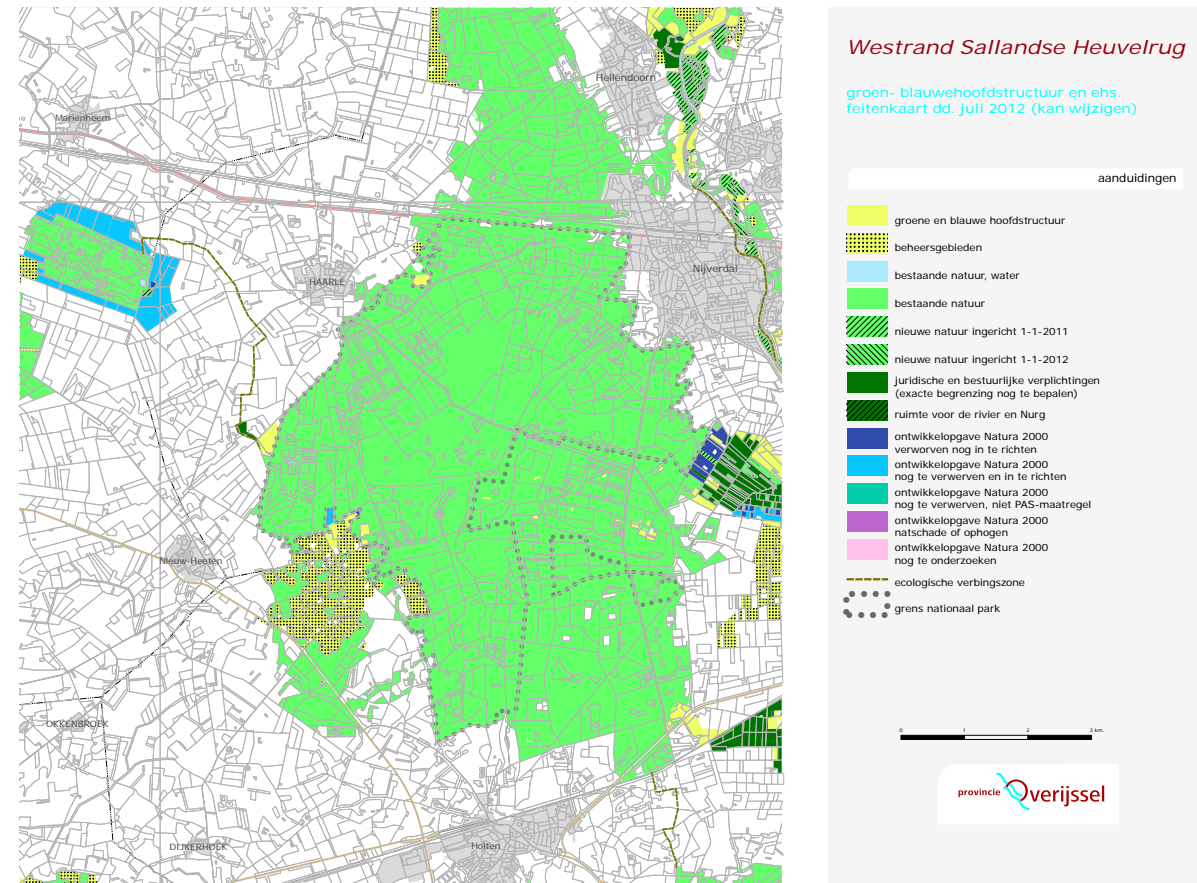 Hellendoorn
Marienheem
Nijverdal
HAARLE
Nieuw-Heeten
OKKENBROEK
DIJKERHOEK
Holten
Westrand Sallandse Heuvelrug
groen- blauwehoofdstructuur en ehs.
feitenkaart dd. juli 2012 (kan wijzigen)
aanduidingen
groene en blauwe hoofdstructuur
beheersgebieden
bestaande natuur, water
bestaande natuur
nieuwe natuur ingericht 1-1-2011
nieuwe natuur ingericht 1-1-2012
juridische en bestuurlijke verplichtingen
(exacte begrenzing nog te bepalen)
ruimte voor de rivier en Nurg
ontwikkelopgave Natura 2000
verworven nog in te richten
ontwikkelopgave Natura 2000
nog te verwerven en in te richten
ontwikkelopgave Natura 2000
nog te verwerven, niet PAS-maatregel
ontwikkelopgave Natura 2000
natschade of ophogen
ontwikkelopgave Natura 2000
nog te onderzoeken
ecologische verbingszone
grens nationaal park
0 1 2 3 km.
provincie Overijssel